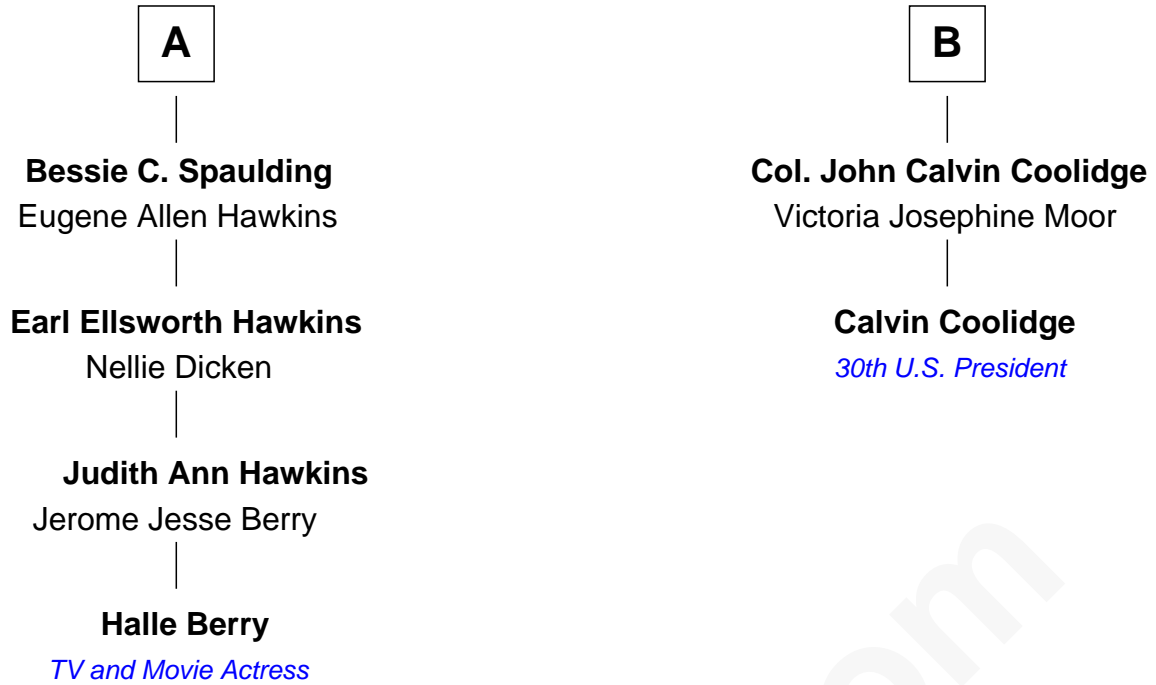 A
Bessie C. Spaulding
Eugene Allen Hawkins
Earl Ellsworth Hawkins
Nellie Dicken
Judith Ann Hawkins
Jerome Jesse Berry
Halle Berry
TV and Movie Actress
B
Col. John Calvin Coolidge
Victoria Josephine Moor
Calvin Coolidge
30th U.S. President
om